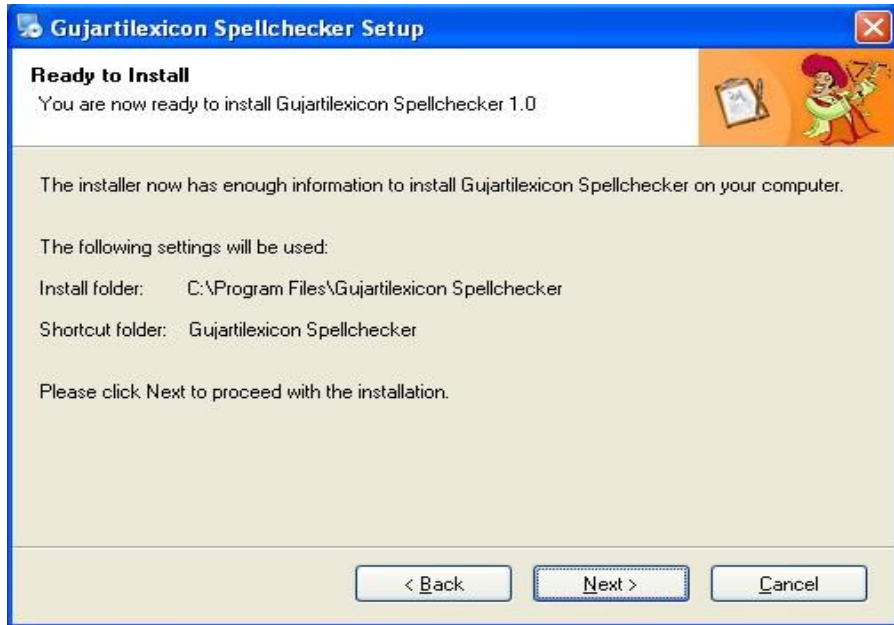 Gujartilexicon Spellchecker Setup
Ready to Install
You are now ready to install Gujartilexicon Spellchecker 1.0
The installer now has enough information to install Gujartilexicon Spellchecker on your computer.
The following settings will be used:
Install folder: C:\Program Files\Gujartilexicon Spellchecker
Shortcut folder: Gujartilexicon Spellchecker
Please click Next to proceed with the installation.
< Back Next > Cancel